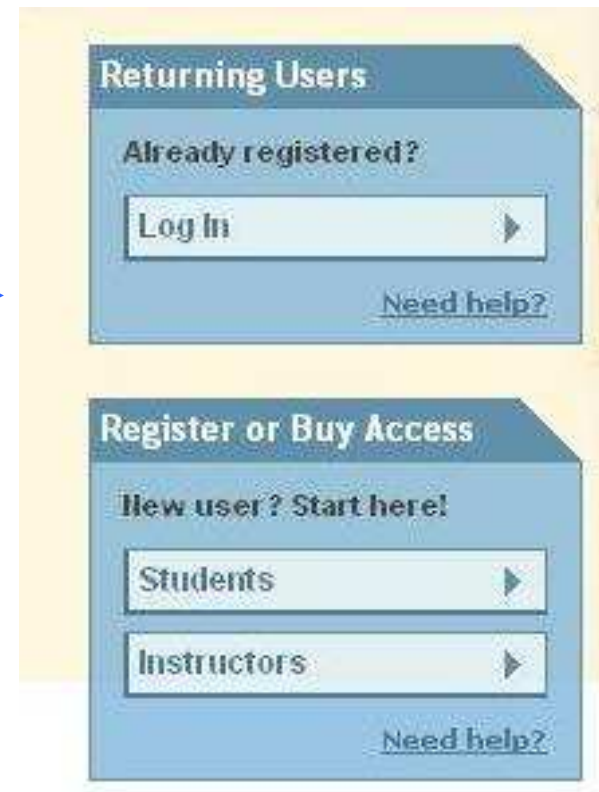 Returning Users
Already registered?
Log In
Need help?
Register or Buy Access
New user? Start here!
Students
Instructors
Need help?